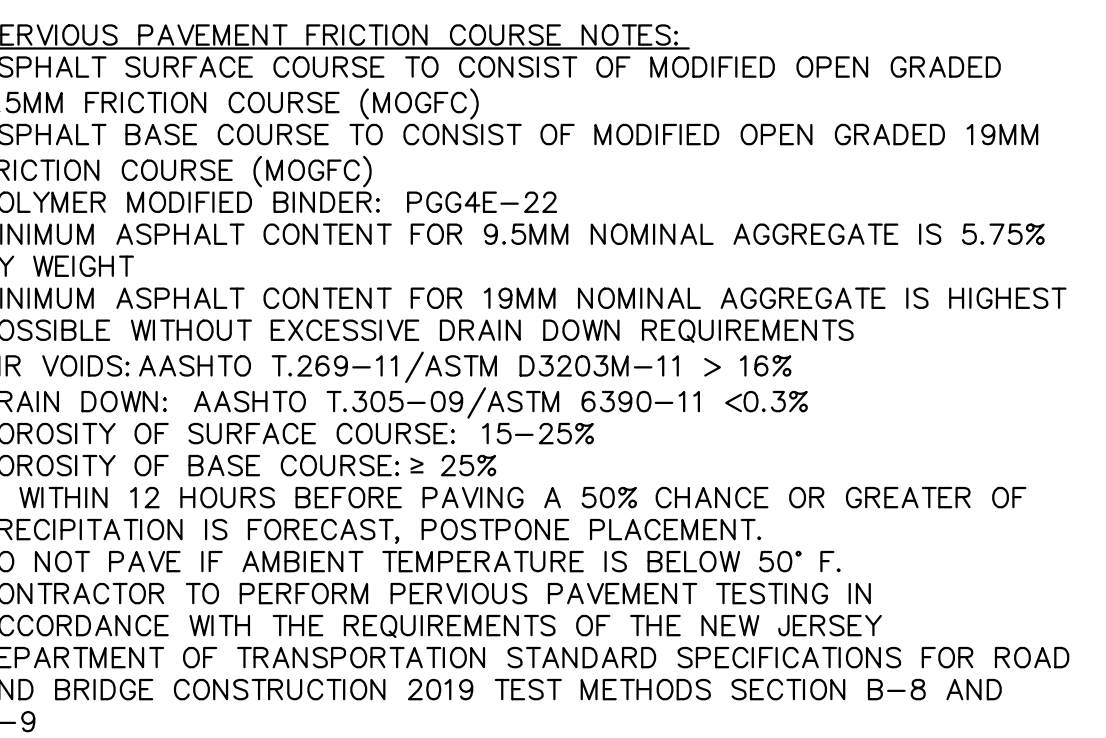 ERVIOUS PAVEMENT FRICTION COURSE NOTES:
SPHALT SURFACE COURSE TO CONSIST OF MODIFIED OPEN GRADED
.5MM FRICTION COURSE (MOGFC)
SPHALT BASE COURSE TO CONSIST OF MODIFIED OPEN GRADED 19MM
RICTION COURSE (MOGFC)
OLYMER MODIFIED BINDER: PGG4E-22
INIMUM ASPHALT CONTENT FOR 9.5MM NOMINAL AGGREGATE IS 5.75%
Y WEIGHT
INIMUM ASPHALT CONTENT FOR 19MM NOMINAL AGGREGATE IS HIGHEST
OSSIBLE WITHOUT EXCESSIVE DRAIN DOWN REQUIREMENTS
IR VOIDS: AASHTO T.269-11/ASTM D3203M-11 > 16%
RAIN DOWN: AASHTO T.305-09/ASTM 6390-11 <0.3%
OROSITY OF SURFACE COURSE: 15-25%
OROSITY OF BASE COURSE: ≥ 25%
WITHIN 12 HOURS BEFORE PAVING A 50% CHANCE OR GREATER OF
RECIPITATION IS FORECAST, POSTPONE PLACEMENT.
O NOT PAVE IF AMBIENT TEMPERATURE IS BELOW 50° F.
ONTRACTOR TO PERFORM PERVIOUS PAVEMENT TESTING IN
CCORDANCE WITH THE REQUIREMENTS OF THE NEW JERSEY
EPARTMENT OF TRANSPORTATION STANDARD SPECIFICATIONS FOR ROAD
ND BRIDGE CONSTRUCTION 2019 TEST METHODS SECTION B-8 AND
-9